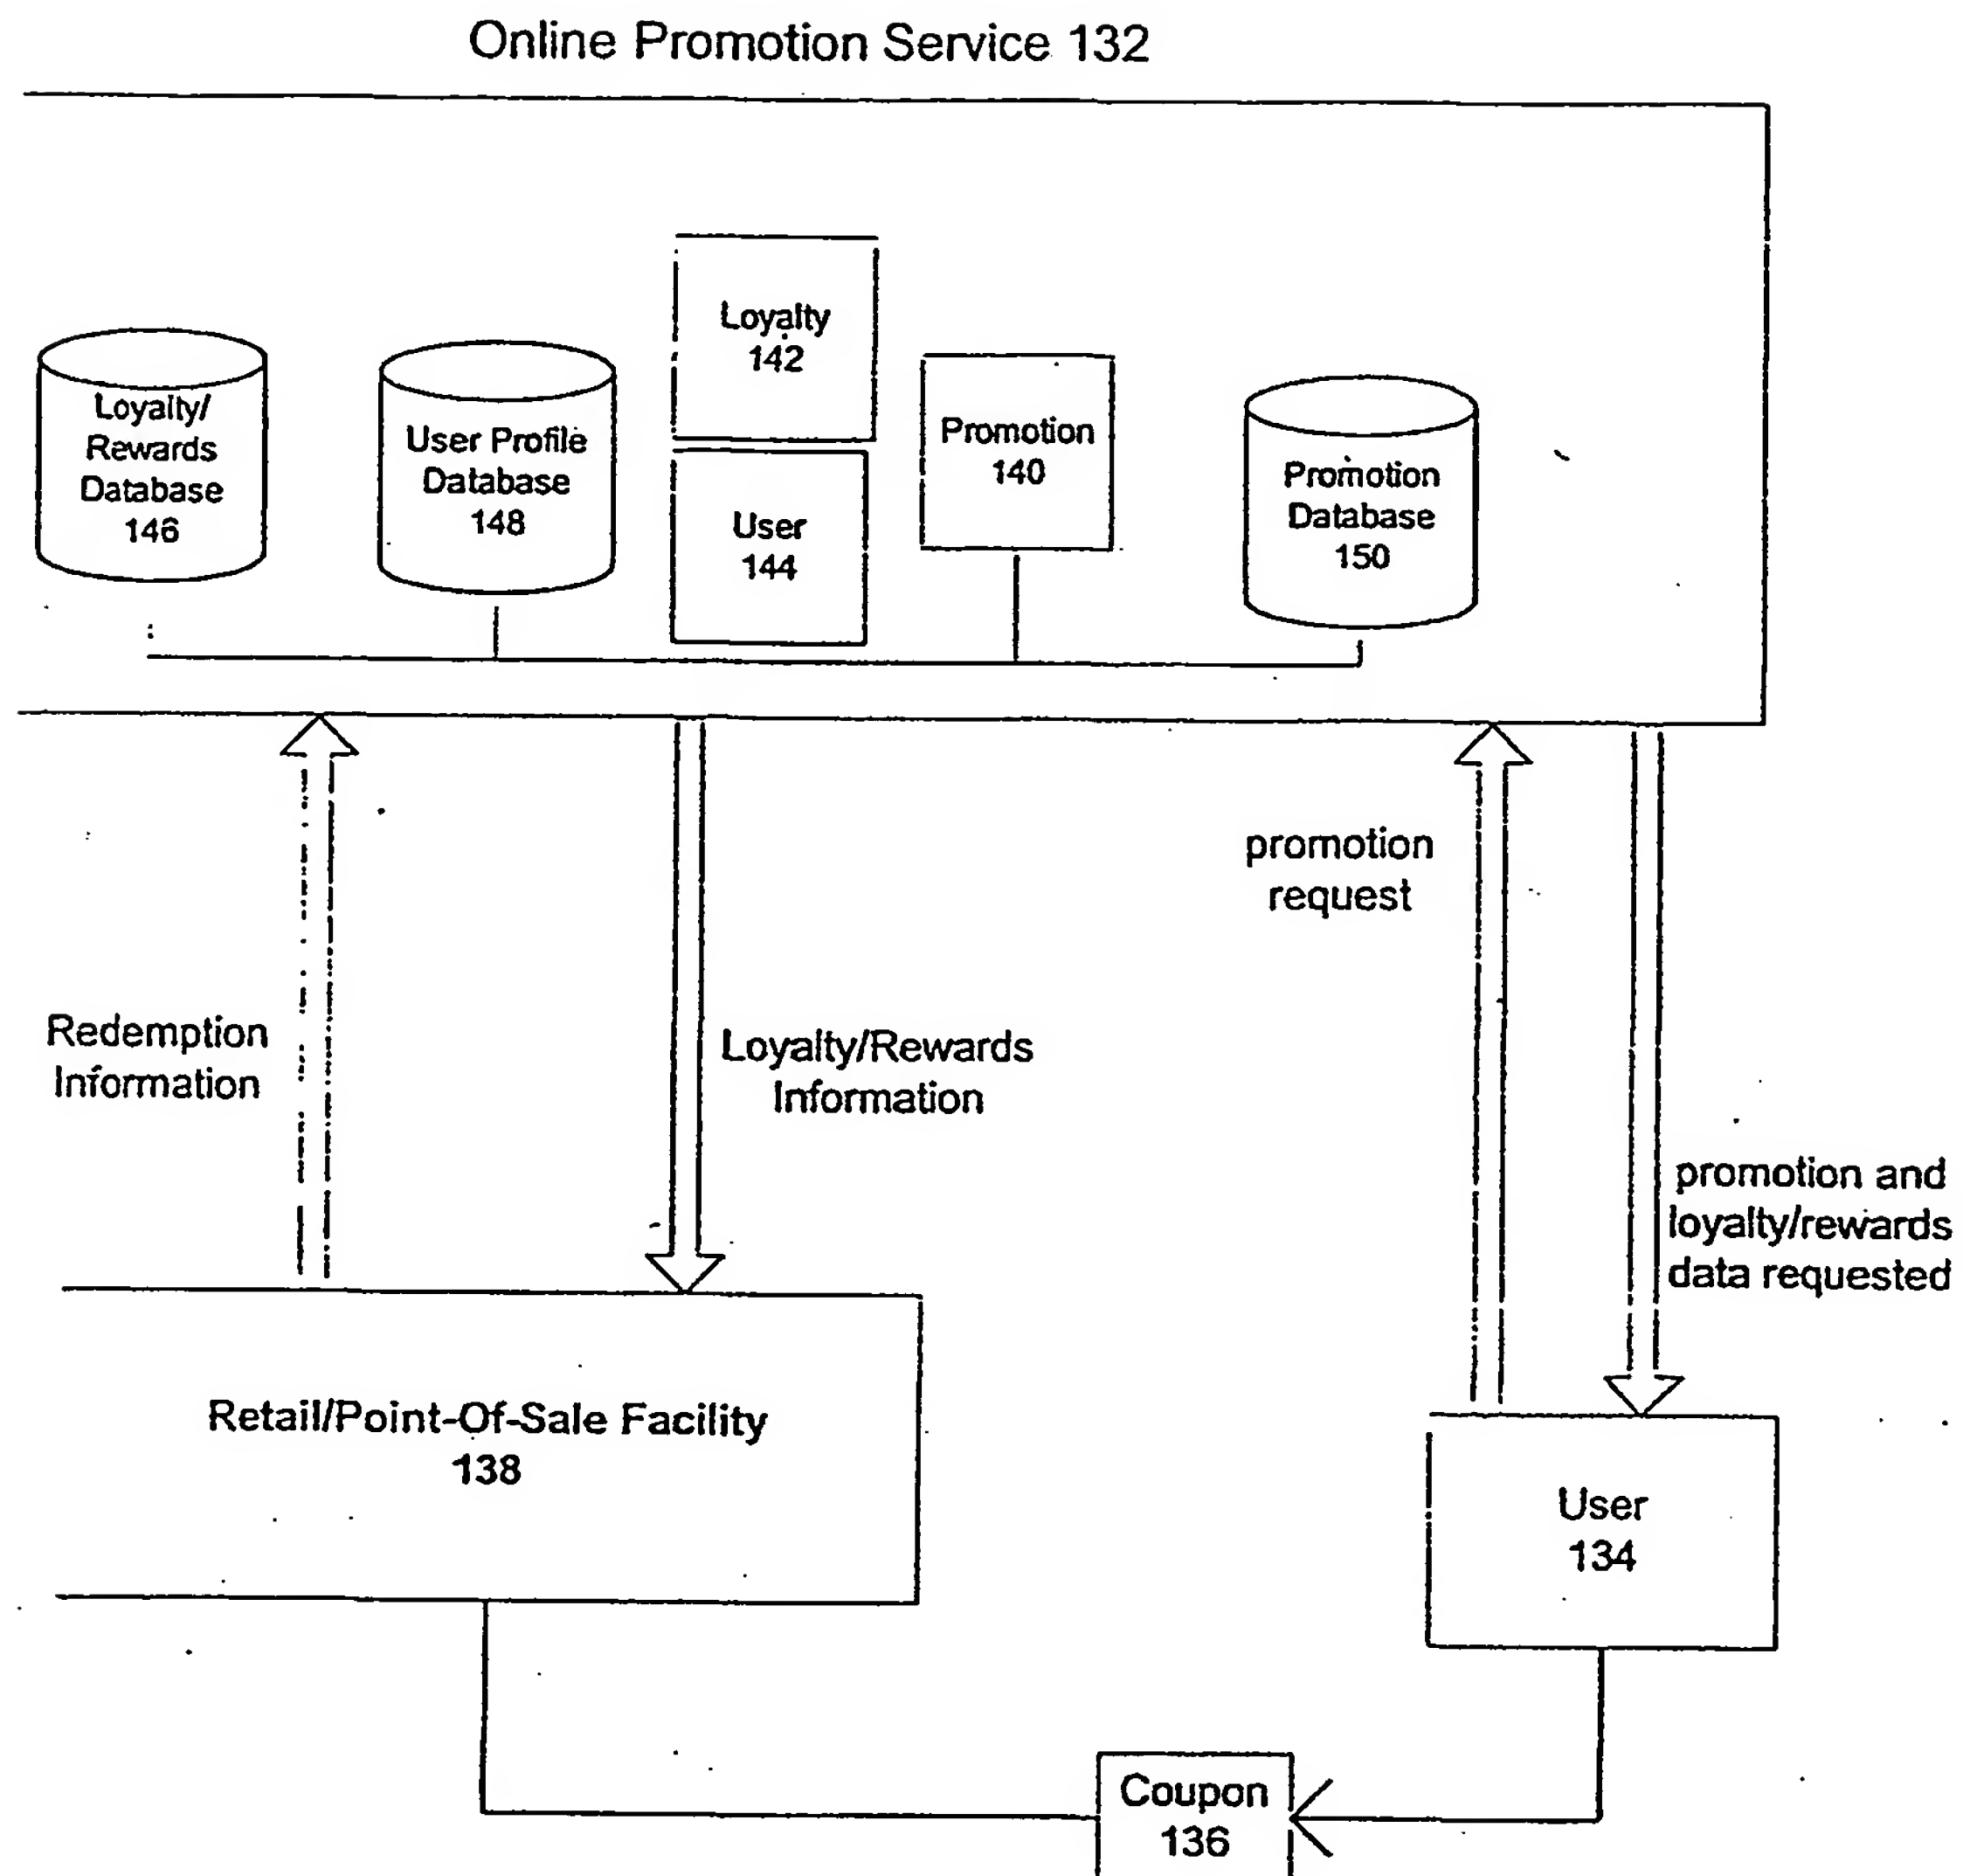 Online Promotion Service 132
Loyalty/
Rewards
Database
146
User Profile
Database
148
Loyalty
142
User
144
Promotion
140
Promotion
Database
150
Redemption
Information
Loyalty/Rewards
Information
promotion
request
promotion and
loyalty/rewards
data requested
Retail/Point-Of-Sale Facility
138
User
134
Coupon
136